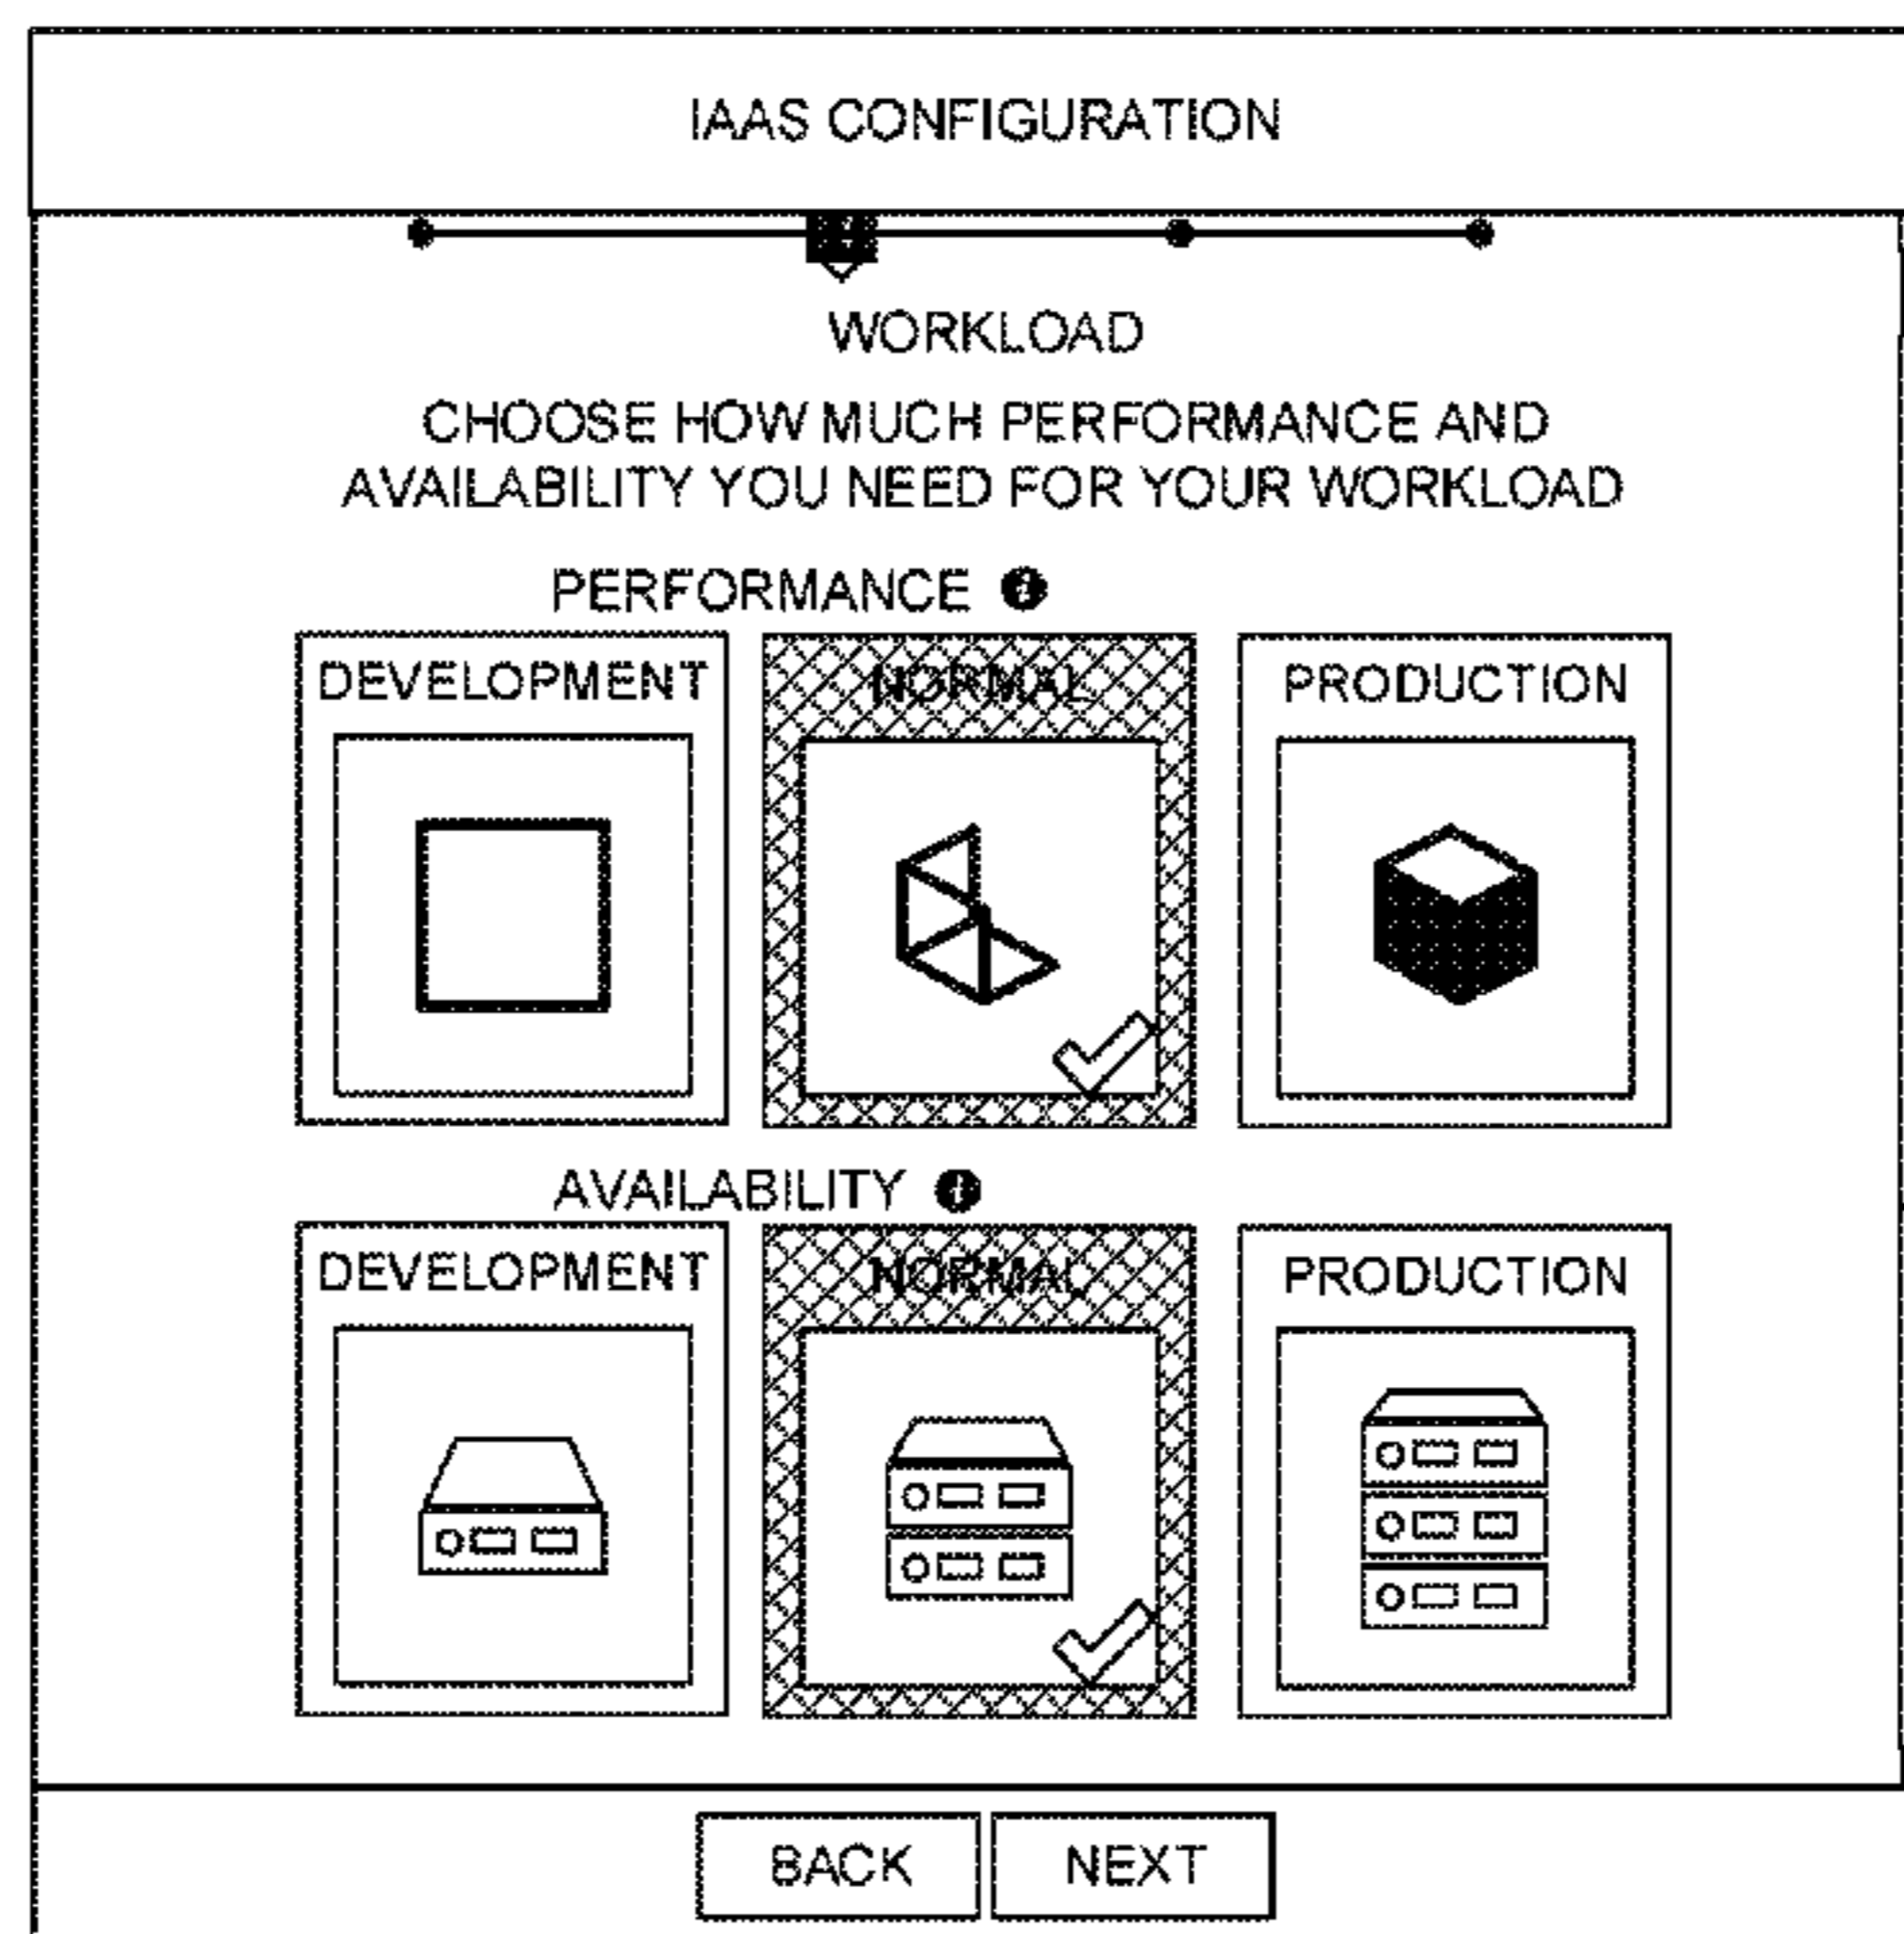 IAAS CONFIGURATION
WORKLOAD
CHOOSE HOW MUCH PERFORMANCE AND
AVAILABILITY YOU NEED FOR YOUR WORKLOAD
PERFORMANCE i
DEVELOPMENT NORMAL PRODUCTION
AVAILABILITY i
DEVELOPMENT NORMAL PRODUCTION
BACK NEXT